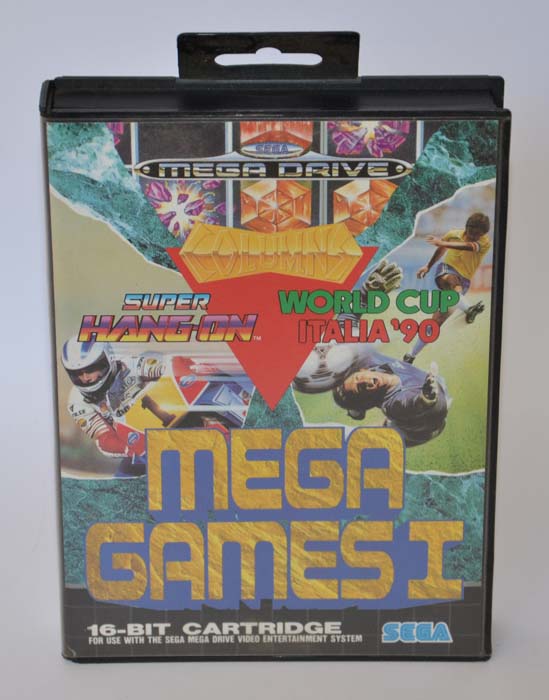 SEGA
MEGA DRIVE
COLUMNS
SUPER
HANG-ON™
WORLD CUP
ITALIA '90
MEGA
GAMES I
16-BIT CARTRIDGE
FOR USE WITH THE SEGA MEGA DRIVE VIDEO ENTERTAINMENT SYSTEM
SEGA